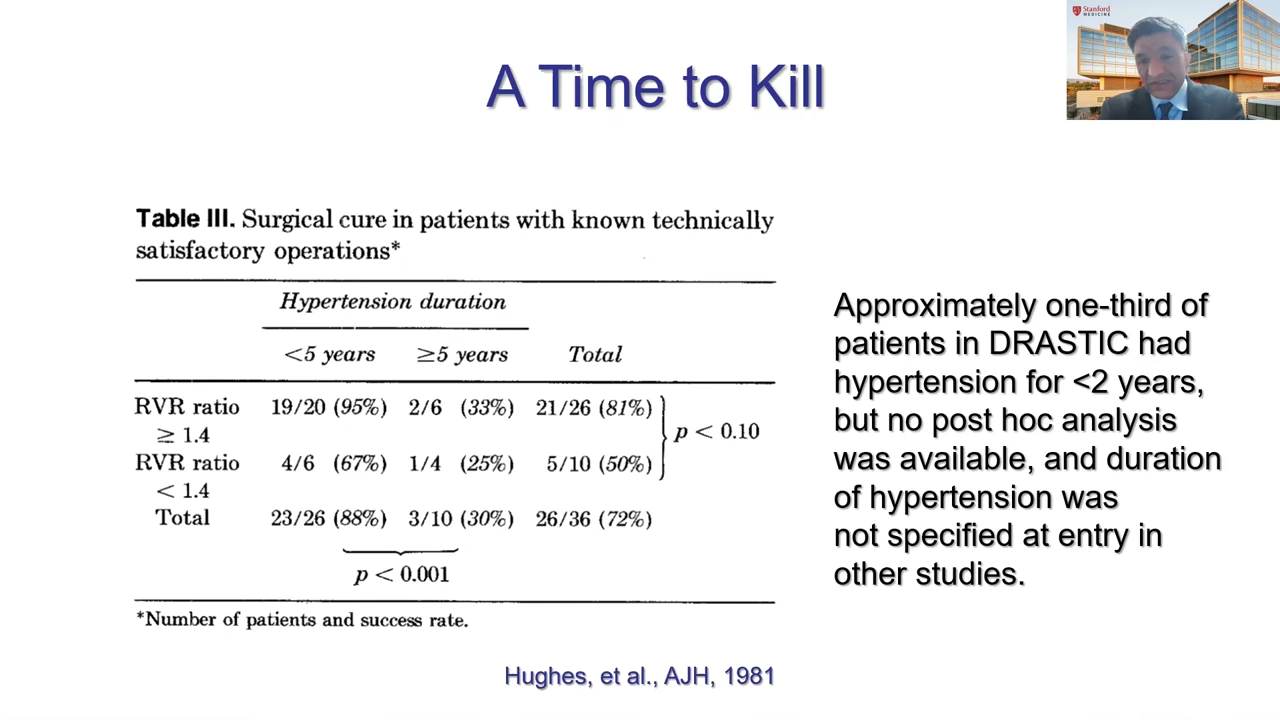 Stanford
MEDICINE
A Time to Kill
Table III. Surgical cure in patients with known technically
satisfactory operations*
Hypertension duration
<5 years ≥5 years Total
RVR ratio 19/20 (95%) 2/6 (33%) 21/26 (81%)
≥ 1.4
p < 0.10
RVR ratio 4/6 (67%) 1/4 (25%) 5/10 (50%)
< 1.4
Total 23/26 (88%) 3/10 (30%) 26/36 (72%)
p < 0.001
*Number of patients and success rate.
Approximately one-third of
patients in DRASTIC had
hypertension for <2 years,
but no post hoc analysis
was available, and duration
of hypertension was
not specified at entry in
other studies.
Hughes, et al., AJH, 1981